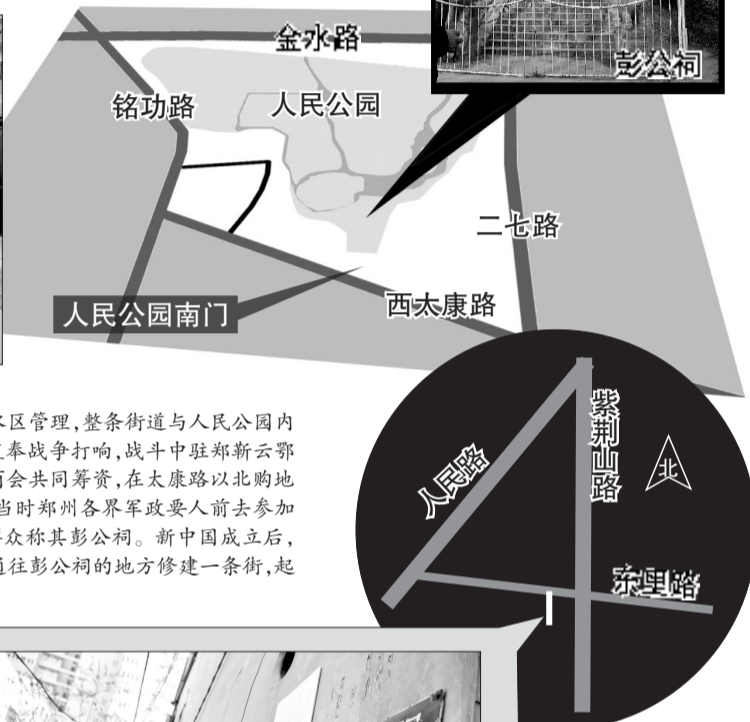 金水路
彭公祠
铭功路
人民公园
二七路
人民公园南门
西太康路
区管理,整条街道与人民公园内
奉战争打响,战斗中驻郑靳云鄂
商会共同筹资,在太康路以北购地
当时郑州各界军政要人前去参加
众称其彭公祠。新中国成立后,
通往彭公祠的地方修建一条街,起
紫荆山路
人民路
北
东里路